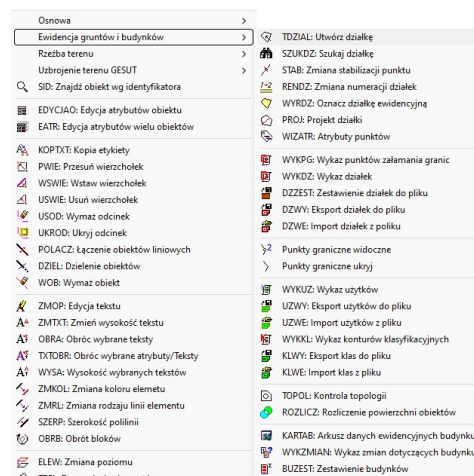 Osnowa
Ewidencja gruntów i budynków
Rzeźba terenu
Uzbrojenie terenu GESUT
SID: Znajdź obiekt wg identyfikatora
EDYCJAO: Edycja atrybutów obiektu
EATR: Edycja atrybutów wielu obiektów
KOPTXT: Kopia etykiety
PWIE: Przesuń wierzchołek
WSWIE: Wstaw wierzchołek
USWIE: Usuń wierzchołek
USOD: Wymaż odcinek
UKROD: Ukryj odcinek
POLACZ: Łączenie obiektów liniowych
DZIEL: Dzielenie obiektów
WOB: Wymaż obiekt
ZMOP: Edycja tekstu
ZMTXT: Zmień wysokość tekstu
OBRA: Obróc wybrane teksty
TXTOBR: Obróc wybrane atrybuty/Teksty
WYSA: Wysokość wybranych tekstów
ZMKOL: Zmiana koloru elemetu
ZMRL: Zmiana rodzaju linii elementu
SZERP: Szerokość polilinii
OBRB: Obrót bloków
ELEW: Zmiana poziomu
TDZIAL: Utwórz działkę
SZUKDZ: Szukaj działkę
STAB: Zmiana stabilizacji punktu
RENDZ: Zmiana numeracji działek
WYRDZ: Oznacz działkę ewidencyjną
PROJ: Projekt działki
WIZATR: Atrybuty punktów
WYKPG: Wykaz punktów załamania granic
WYKDZ: Wykaz działek
DZZEST: Zestawienie działek do pliku
DZWY: Eksport działek do pliku
DZWE: Import działek z poliku
Punkty graniczne widoczne
Punkty graniczne ukryj
WYKUZ: Wykaz użytków
UZWY: Eksport użytków do pliku
UZWE: Import użytków z pliku
WYKKL: Wykaz konturów klasyfikacyjnych
KLWY: Eksport klas do pliku
KLWE: Import klas z pliku
TOPOL: Kontrola topologii
ROZLICZ: Rozliczenie powierzchni obiektów
KARTAB: Arkusz danych ewidencyjnych budynku
WYKZMIAN: Wykaz zmian dotyczących budynku
BUZEST: Zestawienie budynków